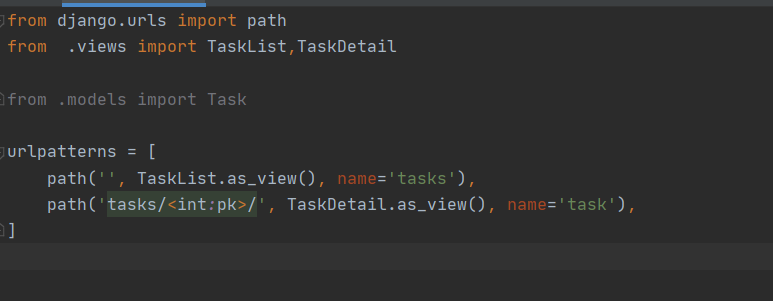 from django.urls import path
from  .views import TaskList,TaskDetail
from .models import Task
urlpatterns = [
    path('', TaskList.as_view(), name='tasks'),
    path('tasks/<int:pk>/', TaskDetail.as_view(), name='task'),
]